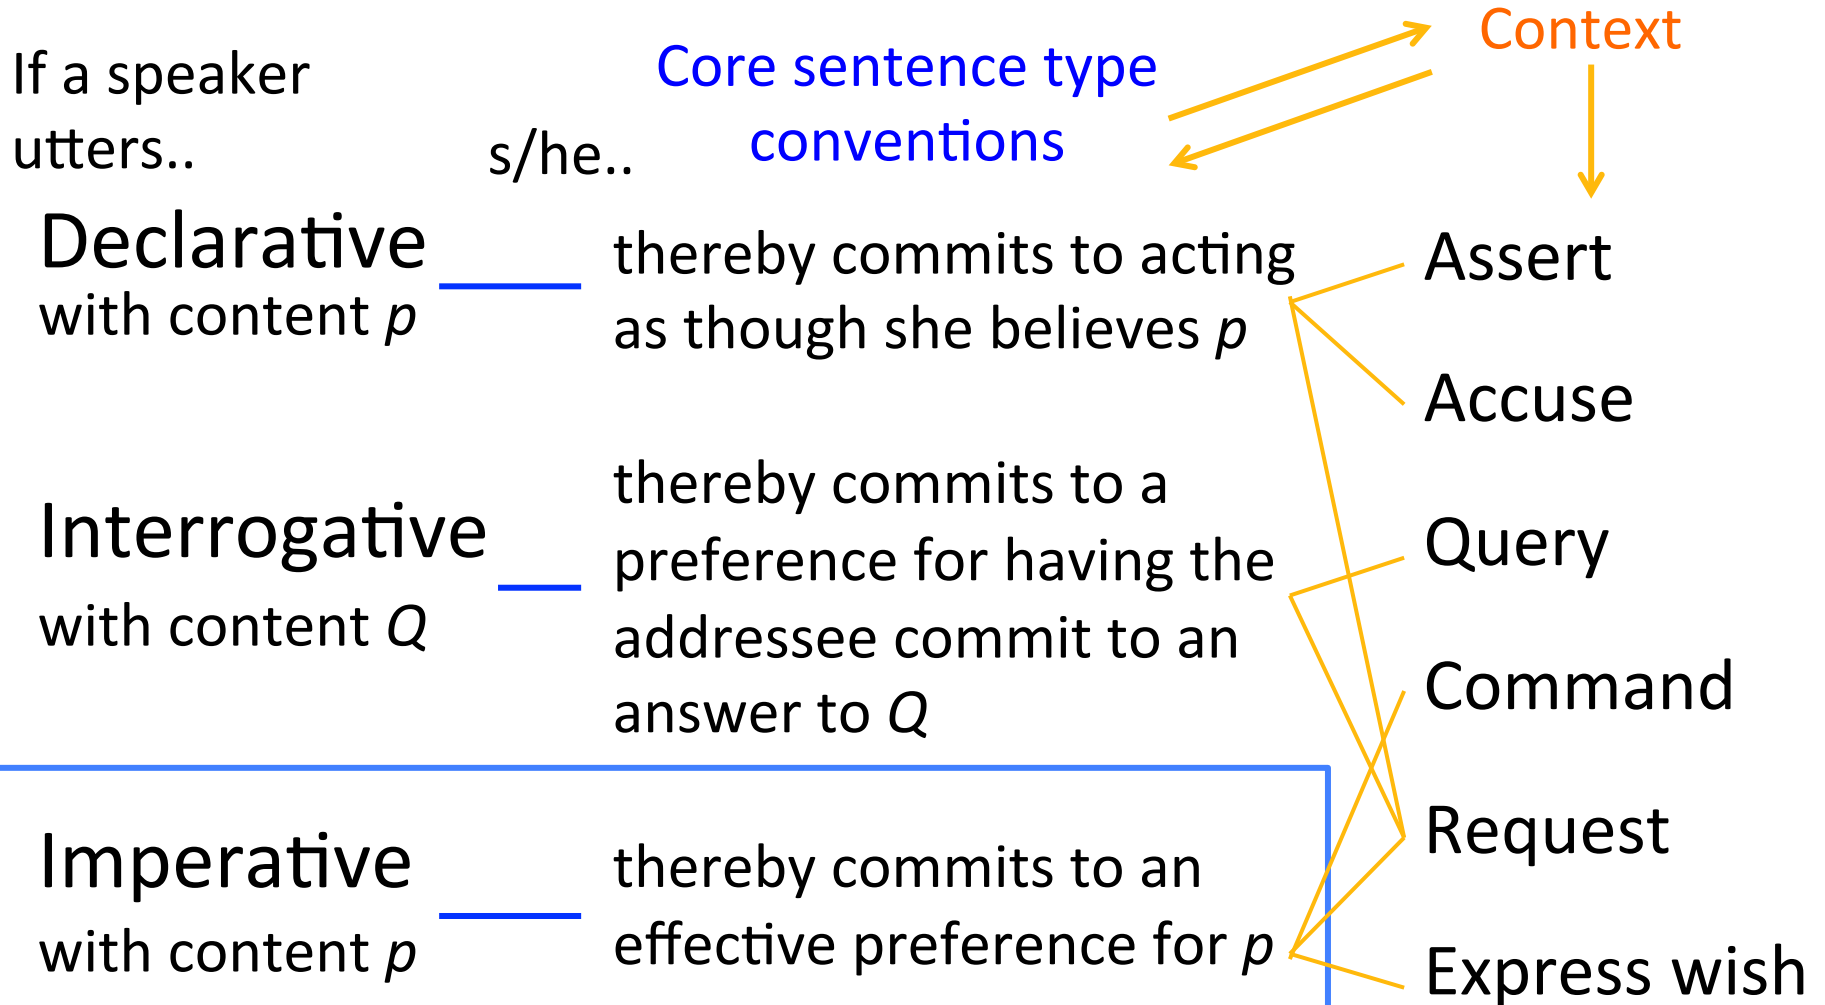 If a speaker
utters..
s/he..
Core sentence type
conventions
Context
Declarative
with content p
thereby commits to acting
as though she believes p
Interrogative
with content Q
thereby commits to a
preference for having the
addressee commit to an
answer to Q
Imperative
with content p
thereby commits to an
effective preference for p
Assert
Accuse
Query
Command
Request
Express wish